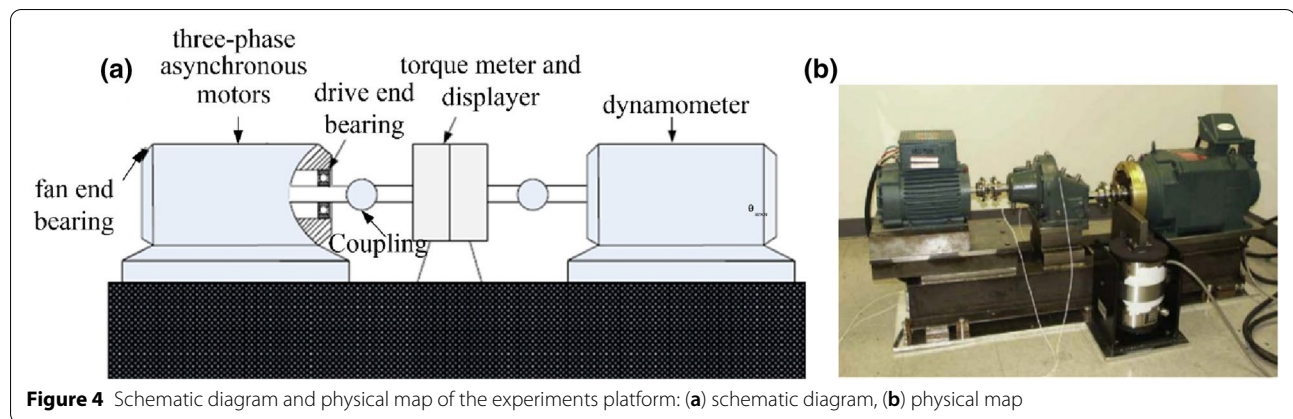 (a)
three-phase
asynchronous
motors
drive end
bearing
torque meter and
displayer
dynamometer
fan end
bearing
Coupling
θ
(b)
Figure 4 Schematic diagram and physical map of the experiments platform: (a) schematic diagram, (b) physical map